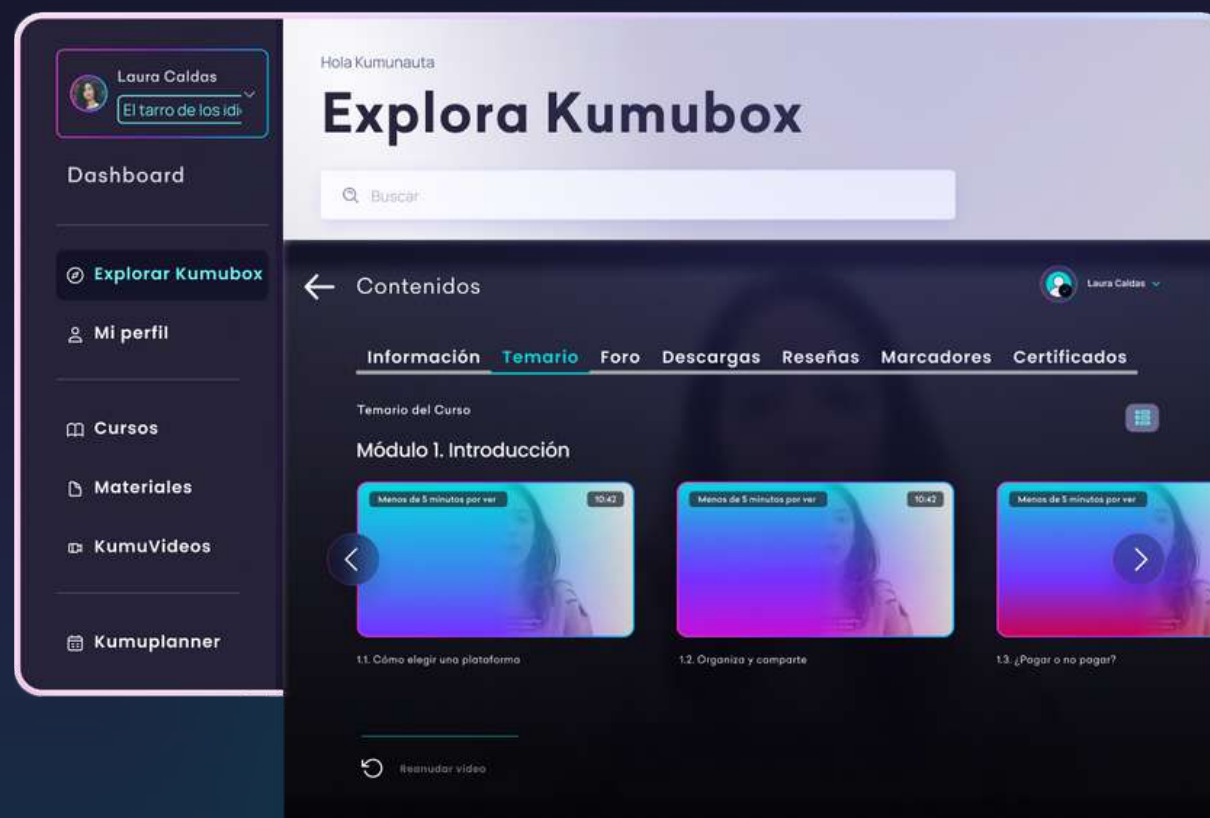 Laura Caldas
El tarro de los idi
Dashboard
Explorar Kumubox
Mi perfil
Cursos
Materiales
KumuVideos
Kumuplanner
Hola Kumunauta
Explora Kumubox
Buscar
Contenidos
Laura Caldas
Información Temario Foro Descargas Reseñas Marcadores Certificados
Temario del Curso
Módulo 1. Introducción
Menos de 5 minutos por ver 10:42 Menos de 5 minutos por ver 10:42 Menos de 5 minutos por ver
1.1. Cómo elegir una plataforma 1.2. Organiza y comparte 1.3. ¿Pagar o no pagar?
Reanudar video